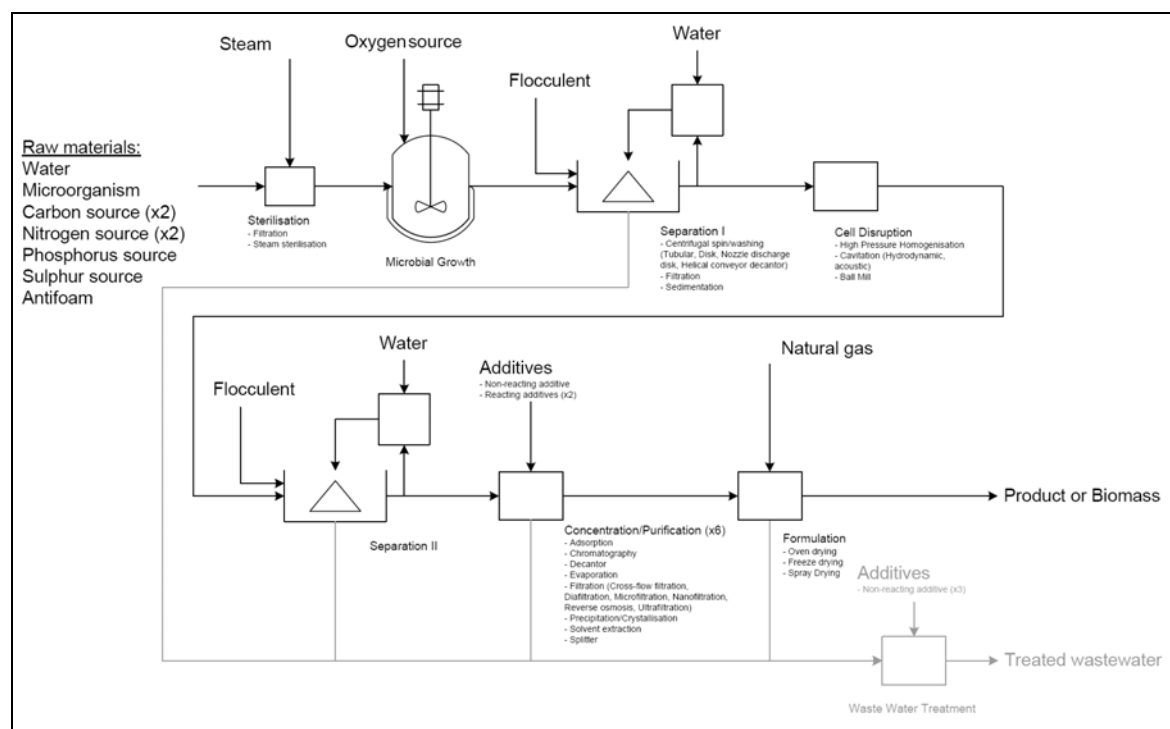 Steam
Oxygen source
Water
Flocculent
Raw materials:
Water
Microorganism
Carbon source (x2)
Nitrogen source (x2)
Phosphorus source
Sulphur source
Antifoam
Sterilisation
- Filtration
- Steam sterilisation
Microbial Growth
Separation I
- Centrifugal spin/washing
(Tubular, Disk, Nozzle discharge
disk, Helical conveyor decantor)
- Filtration
- Sedimentation
Cell Disruption
- High Pressure Homogenisation
- Cavitation (Hydrodynamic,
acoustic)
- Ball Mill
Water
Additives
- Non-reacting additive
- Reacting additives (x2)
Natural gas
Flocculent
Product or Biomass
Separation II
Concentration/Purification (x6)
- Adsorption
- Chromatography
- Decantor
- Evaporation
- Filtration (Cross-flow filtration,
Diafiltration, Microfiltration, Nanofiltration,
Reverse osmosis, Ultrafiltration)
- Precipitation/Crystallisation
- Solvent extraction
- Splitter
Formulation
- Oven drying
- Freeze drying
- Spray Drying
Additives
- Non-reacting additive (x3)
Treated wastewater
Waste Water Treatment